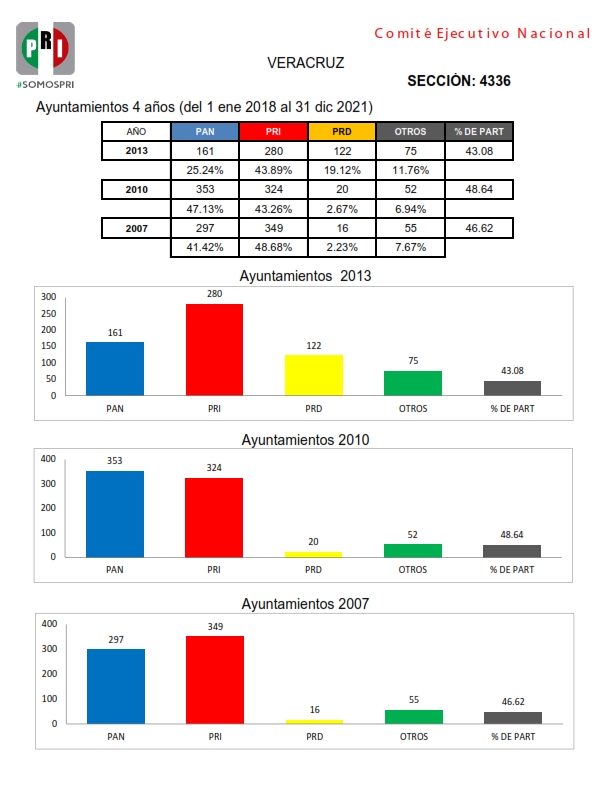 Comité Ejecutivo Nacional
PRI
#SOMOSPRI
VERACRUZ
SECCIÓN: 4336
Ayuntamientos 4 años (del 1 ene 2018 al 31 dic 2021)
AÑO PAN PRI PRD OTROS % DE PART
2013 161 280 122 75 43.08
25.24% 43.89% 19.12% 11.76%
2010 353 324 20 52 48.64
47.13% 43.26% 2.67% 6.94%
2007 297 349 16 55 46.62
41.42% 48.68% 2.23% 7.67%
Ayuntamientos 2013
300
250
200
150
100
50
0
161 280 122 75 43.08
PAN PRI PRD OTROS % DE PART
Ayuntamientos 2010
400
300
200
100
0
353 324 20 52 48.64
PAN PRI PRD OTROS % DE PART
Ayuntamientos 2007
400
300
200
100
0
297 349 16 55 46.62
PAN PRI PRD OTROS % DE PART